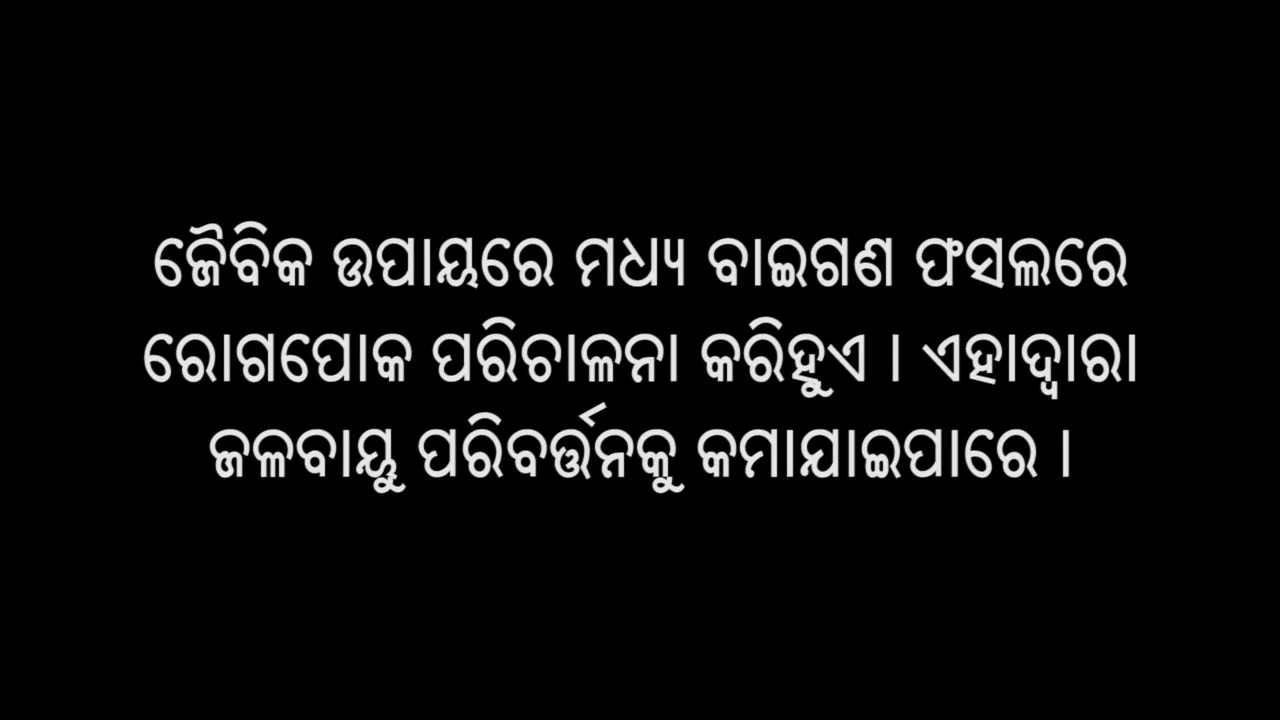 ଜୈବିକ ଉପାୟରେ ମଧ୍ୟ ବାଇଗଣ ଫସଲରେ
ରୋଗପୋକ ପରିଚାଳନା କରିହୁଏ । ଏହାଦ୍ୱାରା
ଜଳବାୟୁ ପରିବର୍ତ୍ତନକୁ କମାଯାଇପାରେ ।